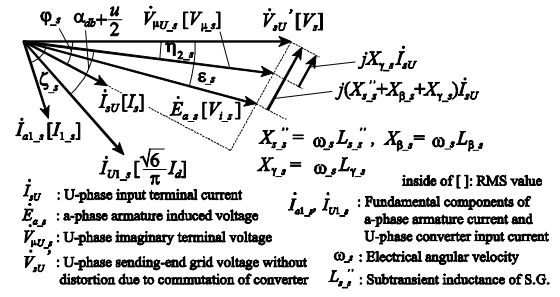 φ_s
α_db + u/2
V̇_μU_s [V_μ_s]
V̇_sU' [V_s]
η_2_s
ε_s
jX_γ_s İ_sU
ζ_s
İ_sU [I_s]
Ė_a_s [V_i_s]
j(X_s_s''+X_β_s+X_γ_s) İ_sU
İ_a1_s [I_1_s]
İ_U1_s [√6/π I_d]
X_s_s'' = ω_s L_s_s'', X_β_s = ω_s L_β_s
X_γ_s = ω_s L_γ_s
inside of [ ]: RMS value
İ_sU : U-phase input terminal current
Ė_a_s : a-phase armature induced voltage
V̇_μU_s : U-phase imaginary terminal voltage
V̇_sU' : U-phase sending-end grid voltage without
distortion due to commutation of converter
İ_a1_s, İ_U1_s : Fundamental components of
a-phase armature current and
U-phase converter input current
ω_s : Electrical angular velocity
L_s_s'' : Subtransient inductance of S.G.